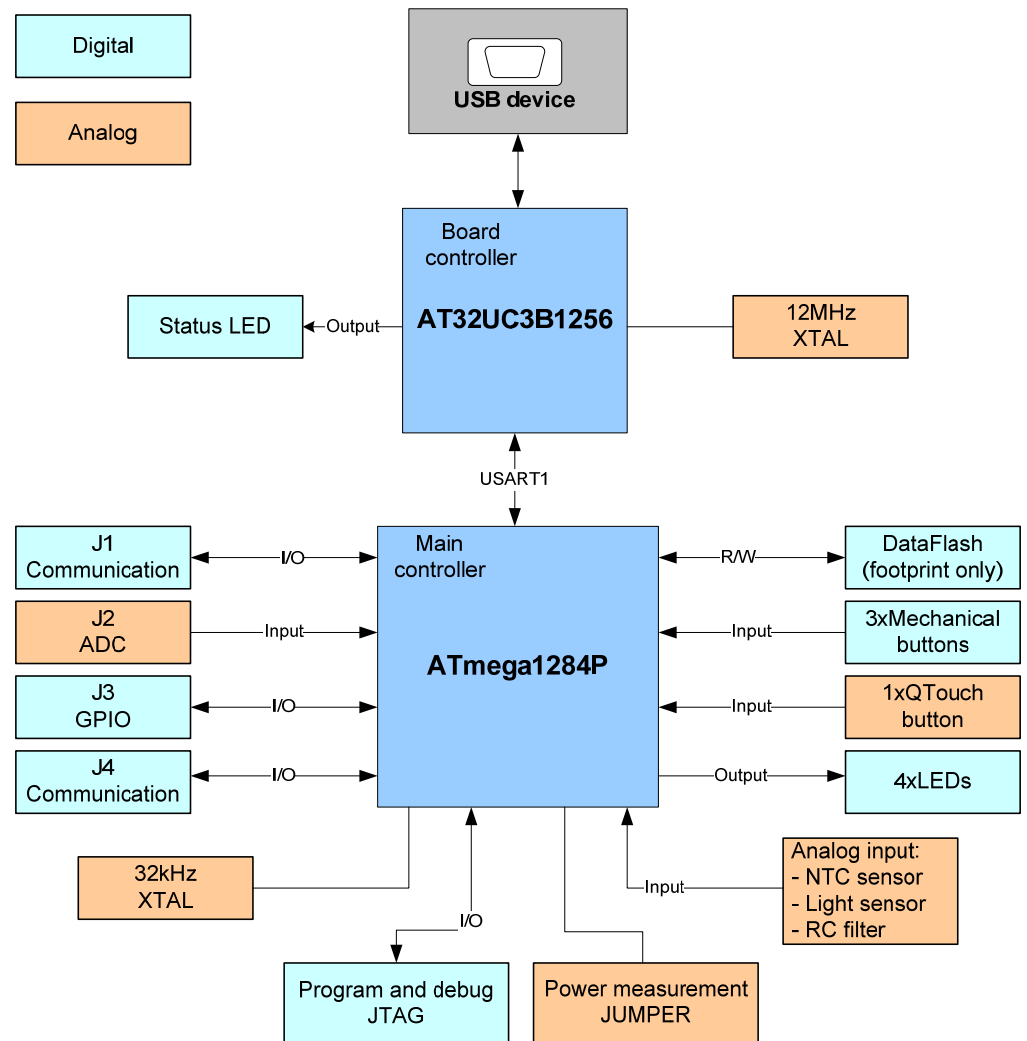 Digital
Analog
USB device
Board
controller
AT32UC3B1256
Status LED
Output
12MHz
XTAL
USART1
Main
controller
ATmega1284P
J1
Communication
I/O
J2
ADC
Input
J3
GPIO
I/O
J4
Communication
I/O
R/W
DataFlash
(footprint only)
Input
3xMechanical
buttons
Input
1xQTouch
button
Output
4xLEDs
32kHz
XTAL
I/O
Program and debug
JTAG
Power measurement
JUMPER
Input
Analog input:
- NTC sensor
- Light sensor
- RC filter